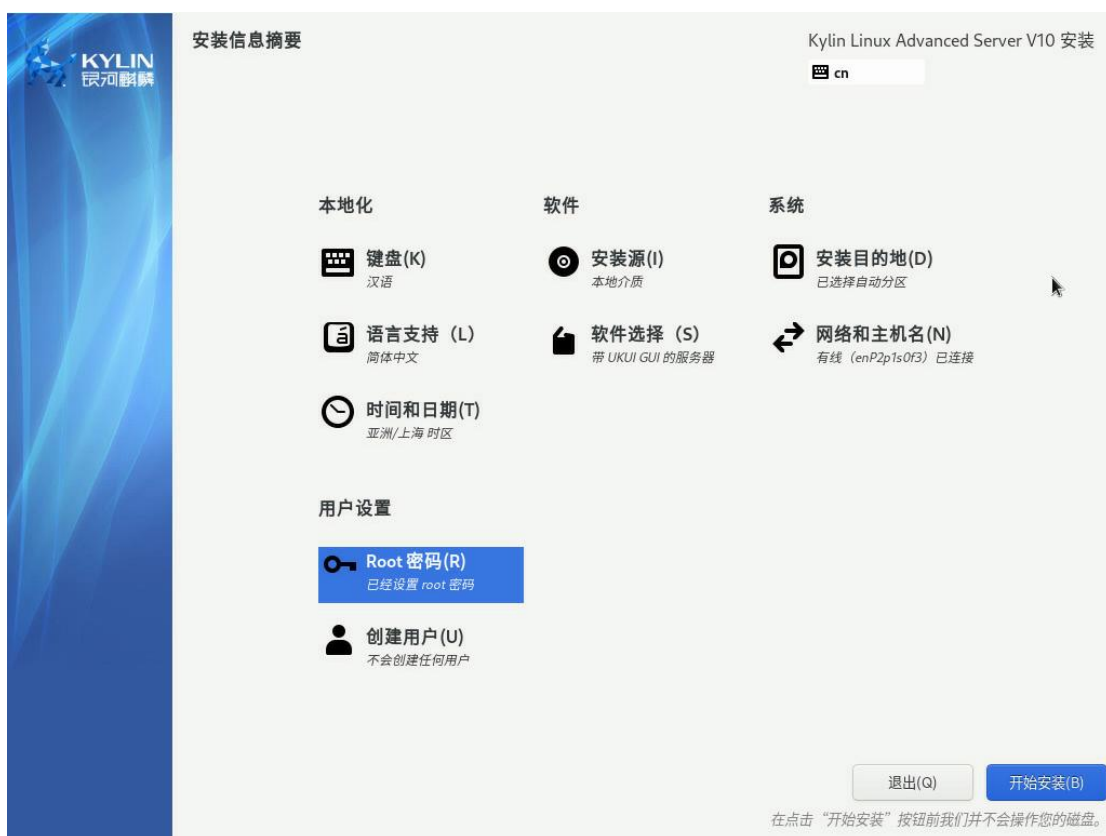 KYLIN
银河麒麟
安装信息摘要
Kylin Linux Advanced Server V10 安装
cn
本地化
软件
系统
键盘(K)
汉语
安装源(I)
本地介质
安装目的地(D)
已选择自动分区
语言支持（L）
简体中文
软件选择（S）
带 UKUI GUI 的服务器
网络和主机名(N)
有线（enP2p1s0f3）已连接
时间和日期(T)
亚洲/上海 时区
用户设置
Root 密码(R)
已经设置 root 密码
创建用户(U)
不会创建任何用户
退出(Q)
开始安装(B)
在点击“开始安装”按钮前我们并不会操作您的磁盘。